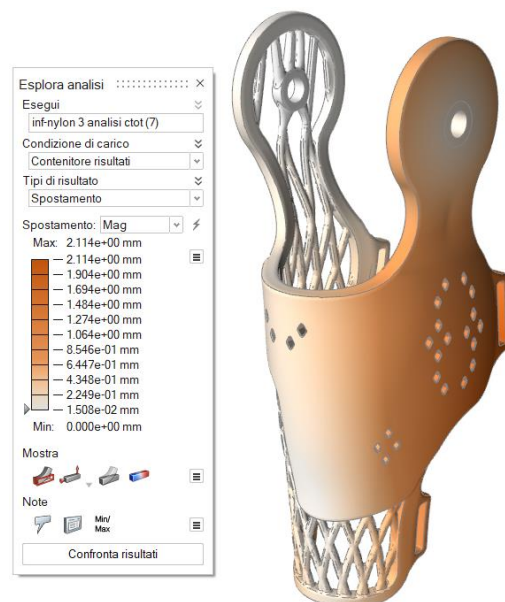 Esplora analisi
Esegui
inf-nylon 3 analisi ctot (7)
Condizione di carico
Contenitore risultati
Tipi di risultato
Spostamento
Spostamento: Mag
Max: 2.114e+00 mm
2.114e+00 mm
1.904e+00 mm
1.694e+00 mm
1.484e+00 mm
1.274e+00 mm
1.064e+00 mm
8.546e-01 mm
6.447e-01 mm
4.348e-01 mm
2.249e-01 mm
1.508e-02 mm
Min: 0.000e+00 mm
Mostra
Note
Min/
Max
Confronta risultati